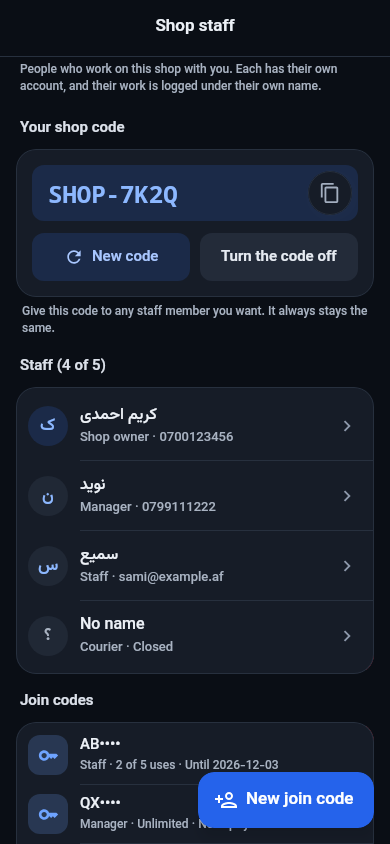 Shop staff
People who work on this shop with you. Each has their own
account, and their work is logged under their own name.
Your shop code
SHOP-7K2Q
New code
Turn the code off
Give this code to any staff member you want. It always stays the
same.
Staff (4 of 5)
ک
کریم احمدی
Shop owner · 0700123456
ن
نوید
Manager · 0799111222
س
سمیع
Staff · sami@example.af
؟
No name
Courier · Closed
Join codes
AB••••
Staff · 2 of 5 uses · Until 2026-12-03
QX••••
Manager · Unlimited ·
New join code